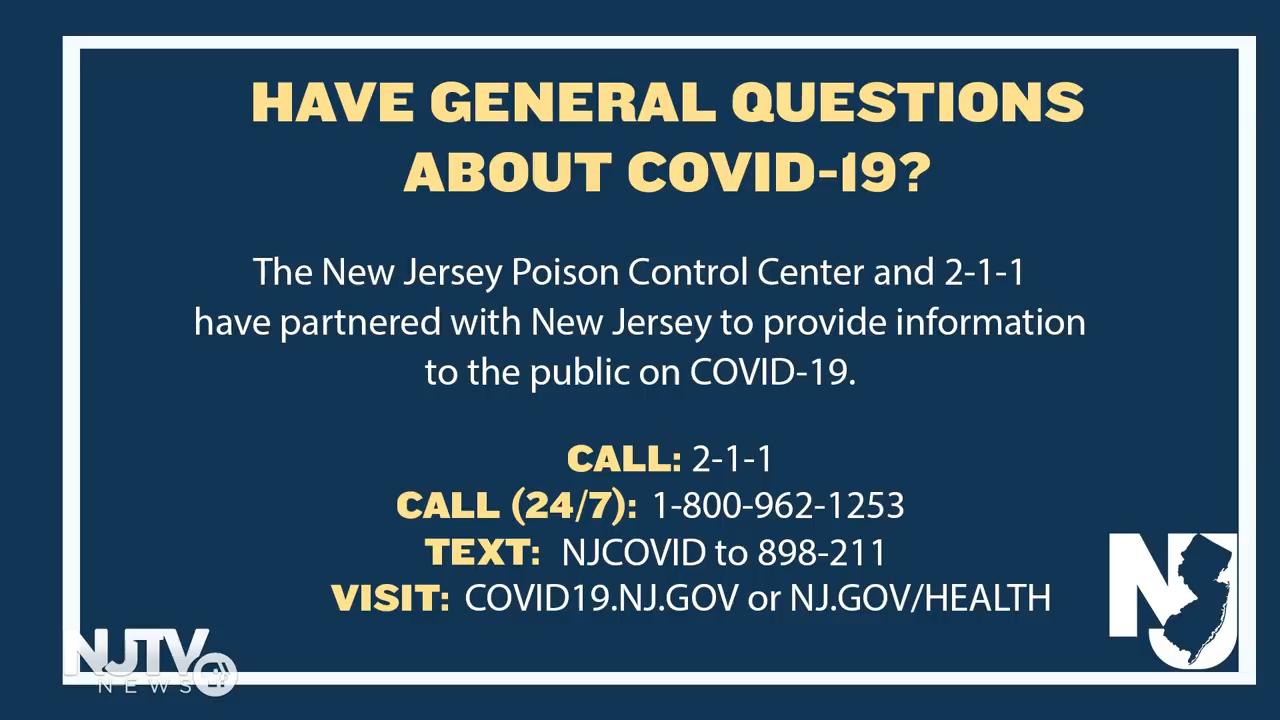 HAVE GENERAL QUESTIONS
ABOUT COVID-19?
The New Jersey Poison Control Center and 2-1-1
have partnered with New Jersey to provide information
to the public on COVID-19.
CALL: 2-1-1
CALL (24/7): 1-800-962-1253
TEXT: NJCOVID to 898-211
VISIT: COVID19.NJ.GOV or NJ.GOV/HEALTH
NJ
NJTV
NEWS